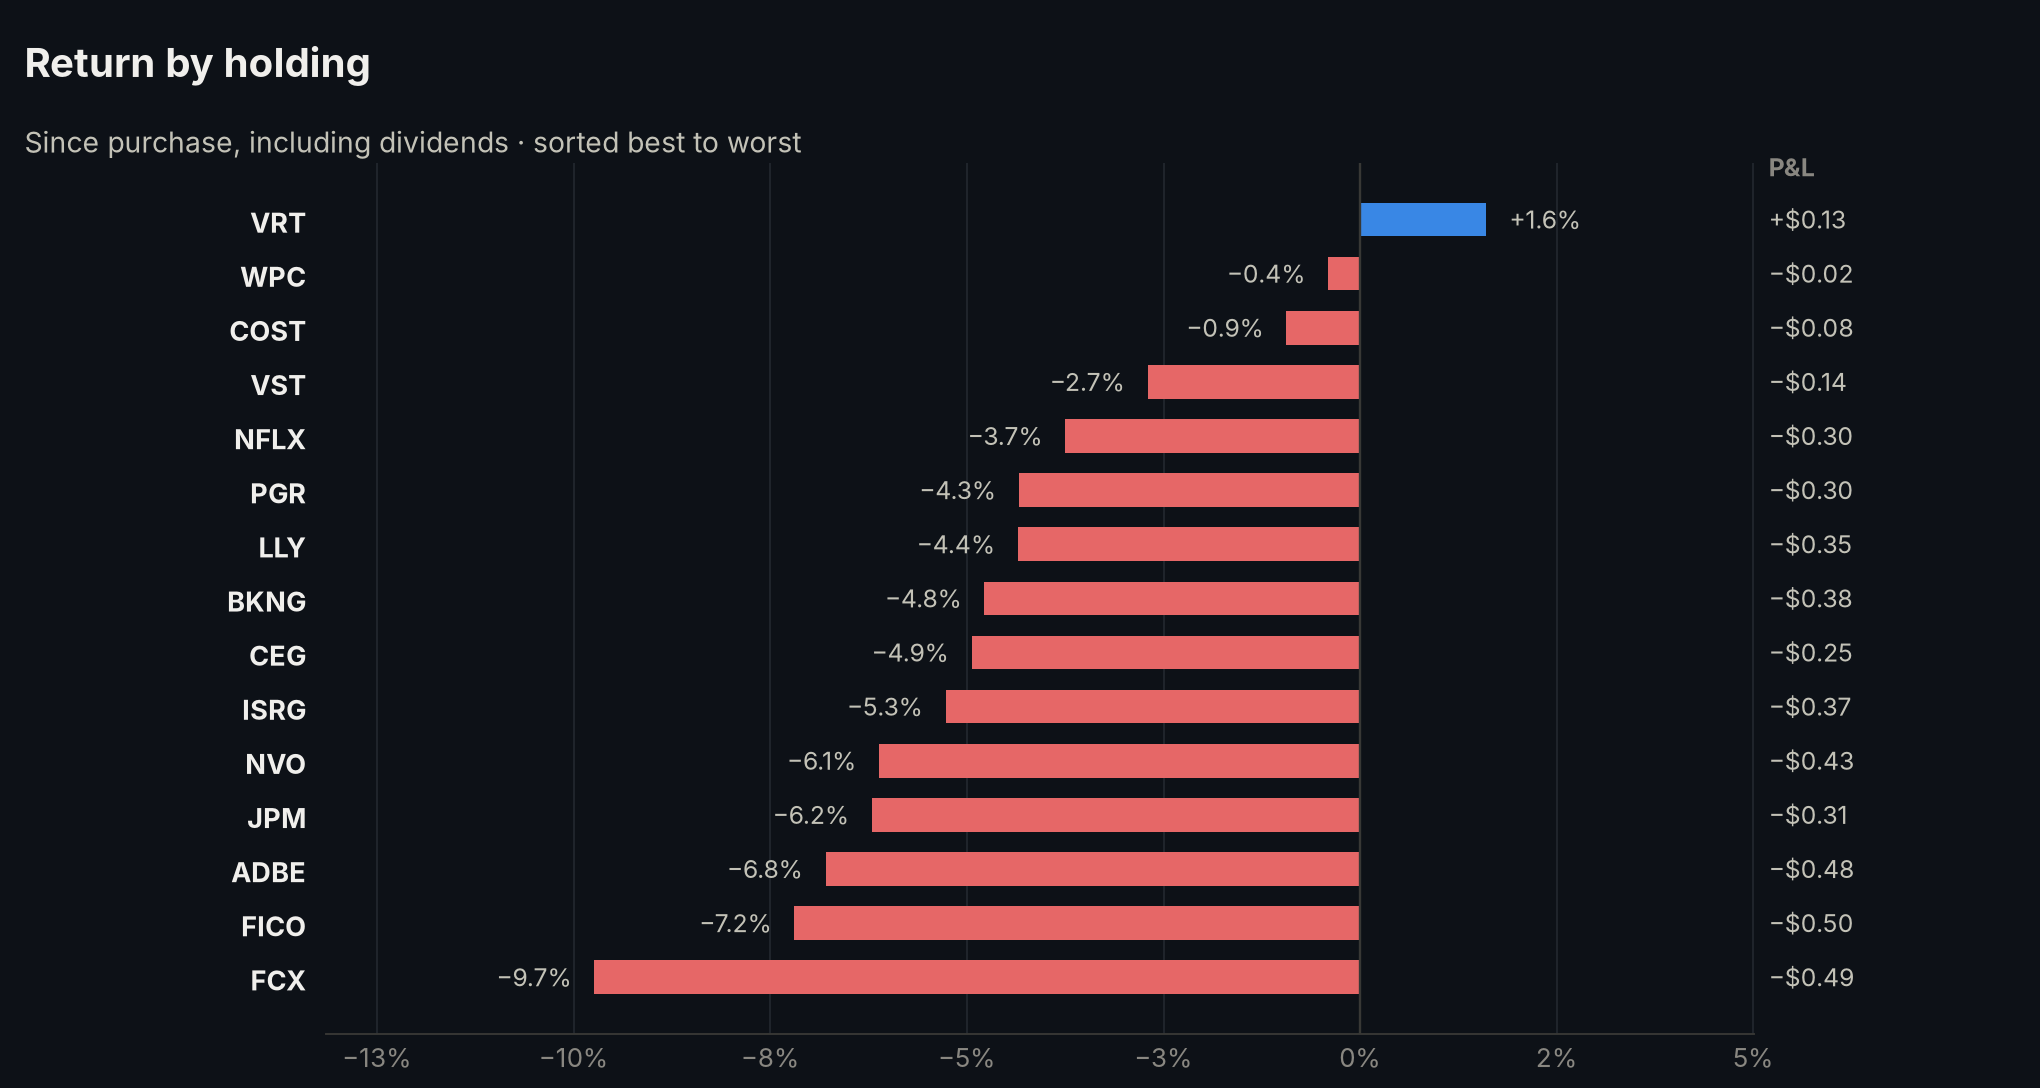 Return by holding
Since purchase, including dividends · sorted best to worst
P&L
VRT +1.6% +$0.13
WPC −0.4% −$0.02
COST −0.9% −$0.08
VST −2.7% −$0.14
NFLX −3.7% −$0.30
PGR −4.3% −$0.30
LLY −4.4% −$0.35
BKNG −4.8% −$0.38
CEG −4.9% −$0.25
ISRG −5.3% −$0.37
NVO −6.1% −$0.43
JPM −6.2% −$0.31
ADBE −6.8% −$0.48
FICO −7.2% −$0.50
FCX −9.7% −$0.49
−13% −10% −8% −5% −3% 0% 2% 5%